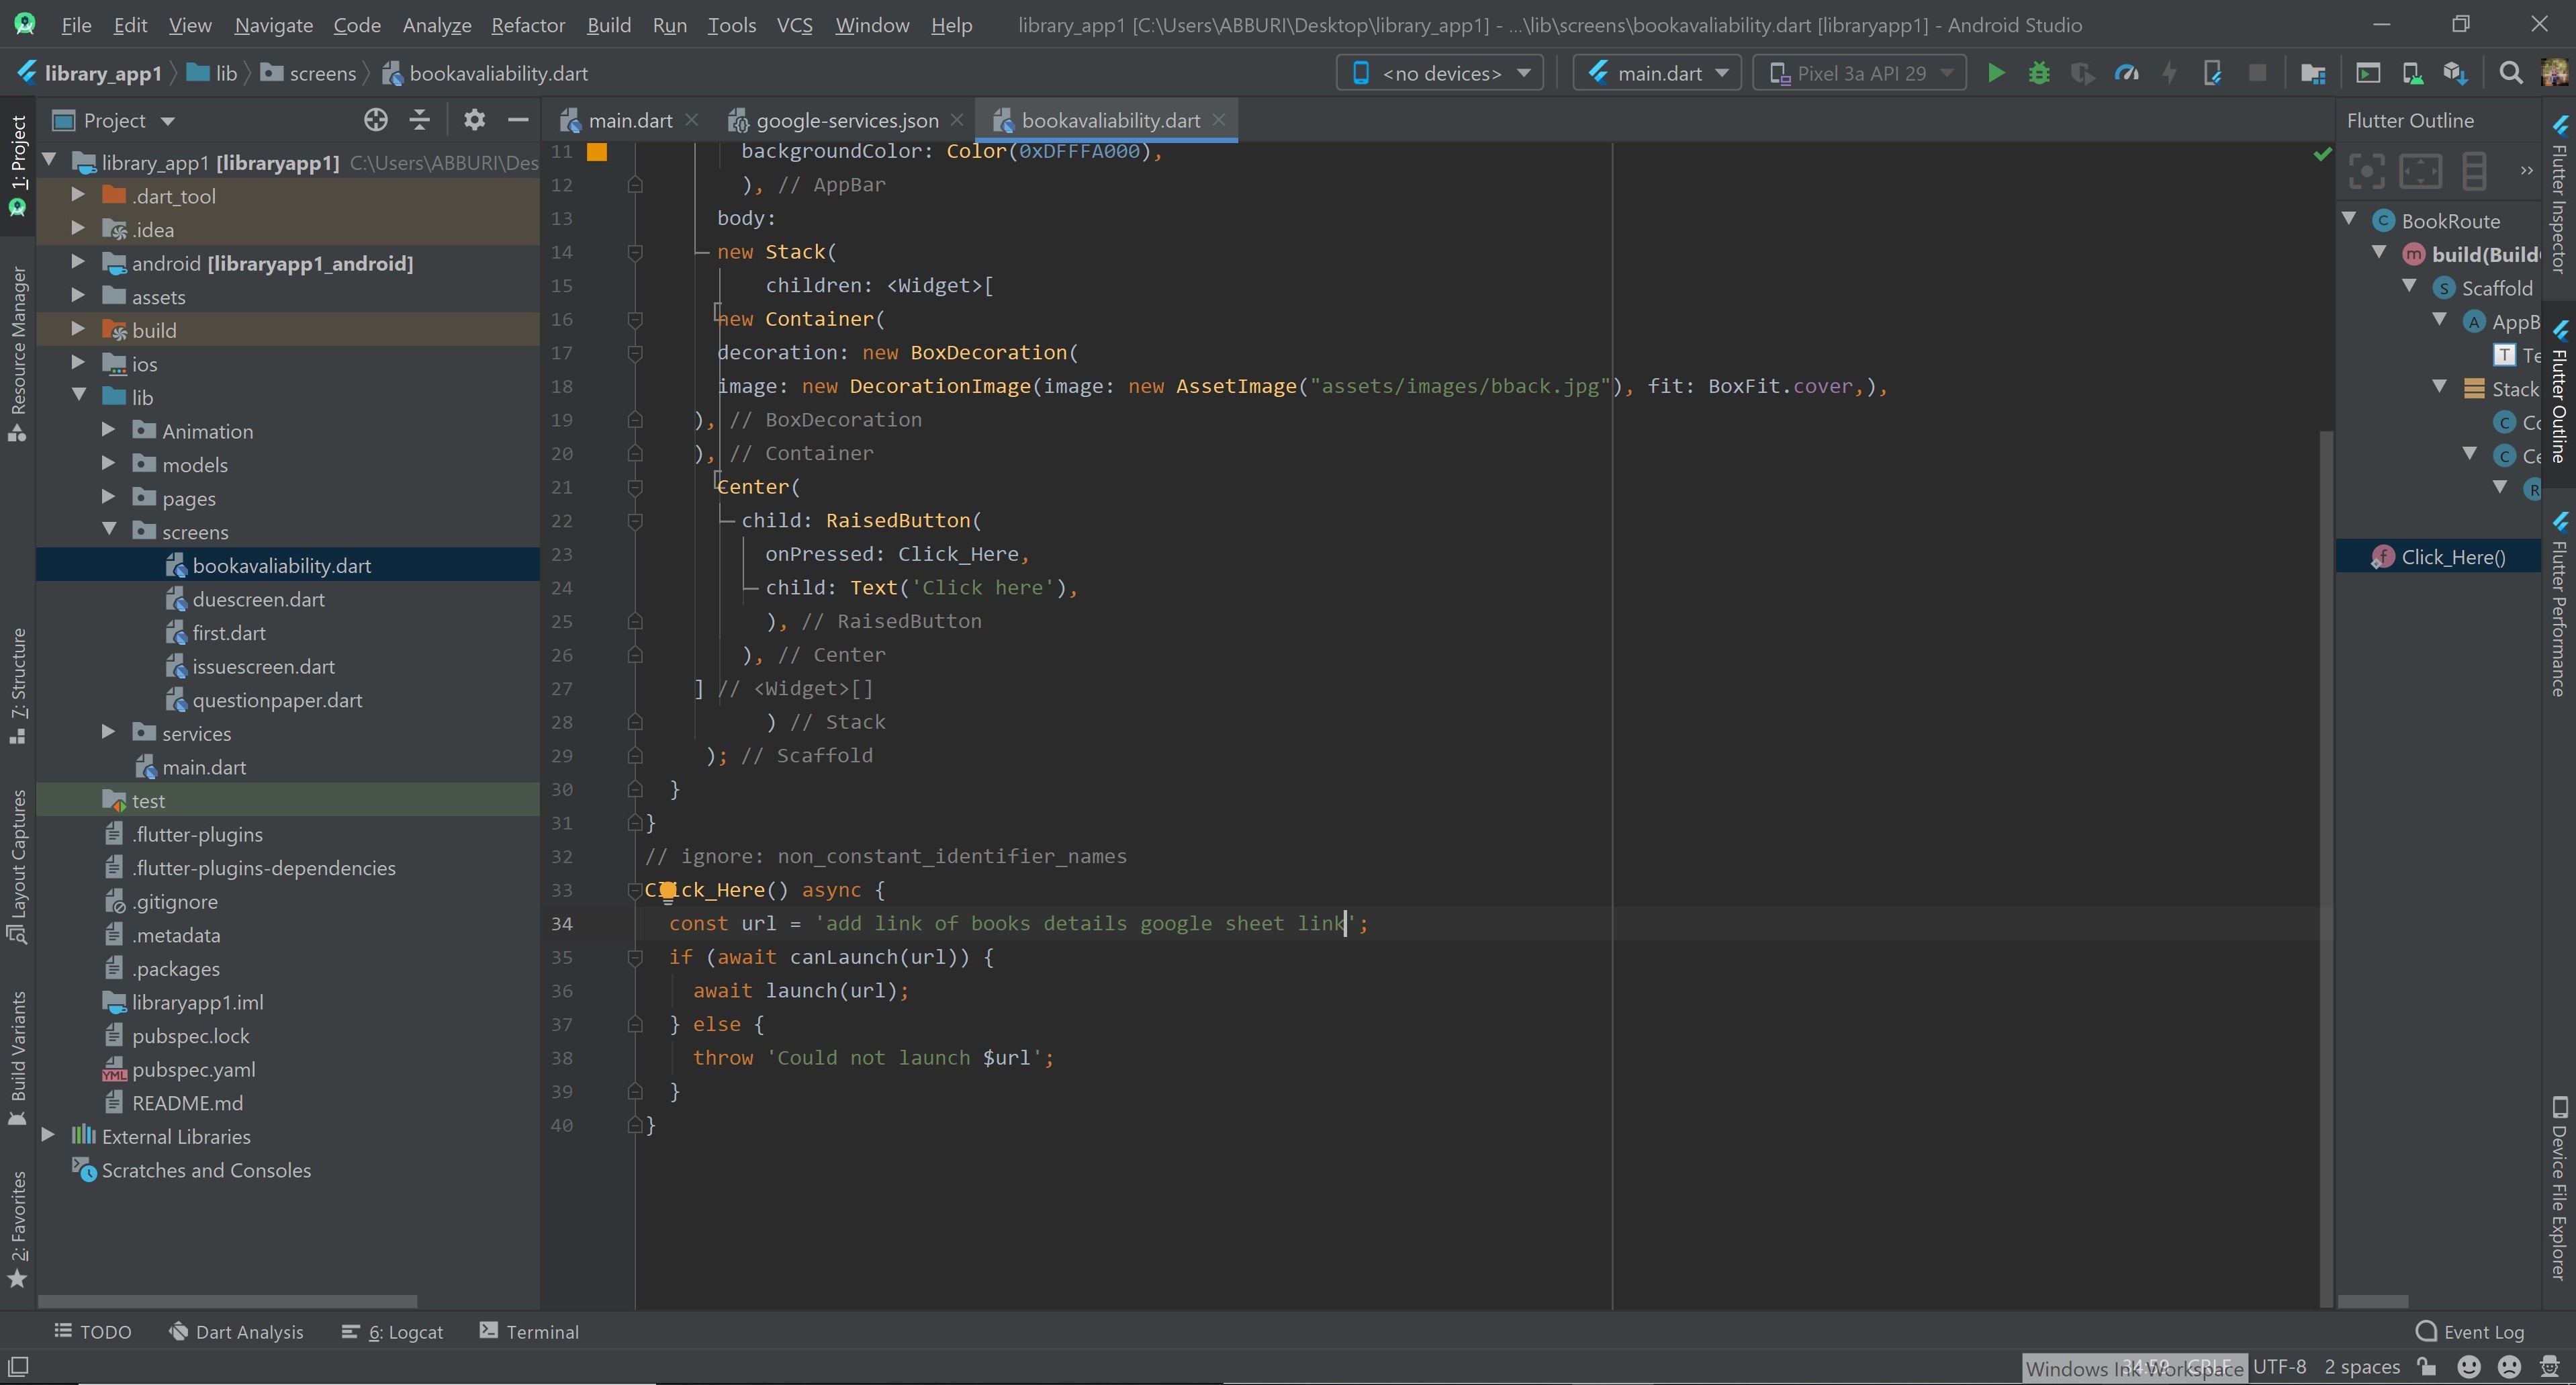 File Edit View Navigate Code Analyze Refactor Build Run Tools VCS Window Help library_app1 [C:\Users\ABBURI\Desktop\library_app1] - ...\lib\screens\bookavaliability.dart [libraryapp1] - Android Studio
library_app1 lib screens bookavaliability.dart <no devices> main.dart Pixel 3a API 29
Project main.dart google-services.json bookavaliability.dart Flutter Outline
1: Project
Resource Manager
7: Structure
Layout Captures
Build Variants
2: Favorites
library_app1 [libraryapp1] C:\Users\ABBURI\Des
.dart_tool
.idea
android [libraryapp1_android]
assets
build
ios
lib
Animation
models
pages
screens
bookavaliability.dart
duescreen.dart
first.dart
issuescreen.dart
questionpaper.dart
services
main.dart
test
.flutter-plugins
.flutter-plugins-dependencies
.gitignore
.metadata
.packages
libraryapp1.iml
pubspec.lock
YML pubspec.yaml
README.md
External Libraries
Scratches and Consoles
11 backgroundColor: Color(0xDFFFA000),
12 ), // AppBar
13 body:
14 new Stack(
15 children: <Widget>[
16 new Container(
17 decoration: new BoxDecoration(
18 image: new DecorationImage(image: new AssetImage("assets/images/bback.jpg"), fit: BoxFit.cover,),
19 ), // BoxDecoration
20 ), // Container
21 Center(
22 child: RaisedButton(
23 onPressed: Click_Here,
24 child: Text('Click here'),
25 ), // RaisedButton
26 ), // Center
27 ] // <Widget>[]
28 ) // Stack
29 ); // Scaffold
30 }
31 }
32 // ignore: non_constant_identifier_names
33 Click_Here() async {
34 const url = 'add link of books details google sheet link';
35 if (await canLaunch(url)) {
36 await launch(url);
37 } else {
38 throw 'Could not launch $url';
39 }
40 }
C BookRoute
m build(Build
S Scaffold
A AppB
T Te
Stack
C Co
C Ce
R
f Click_Here()
Flutter Inspector
Flutter Outline
Flutter Performance
Device File Explorer
TODO Dart Analysis 6: Logcat Terminal Event Log
Windows Ink Workspace 34:59 CRLF UTF-8 2 spaces